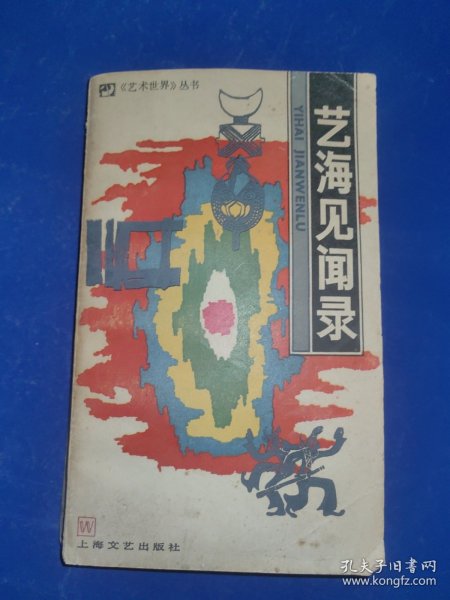 《艺术世界》丛书
艺海见闻录
YIHAI JIANWENLU
W
上海文艺出版社
孔夫子旧书网
www.kongfz.com